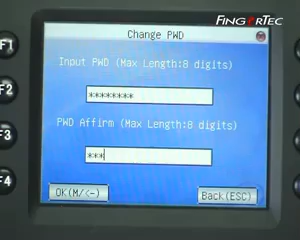 FINGERTEC
Change PWD
Input PWD (Max Length:8 digits)
********
PWD Affirm (Max Length:8 digits)
***
OK(M/<-)
Back(ESC)
F1
F2
F3
F4